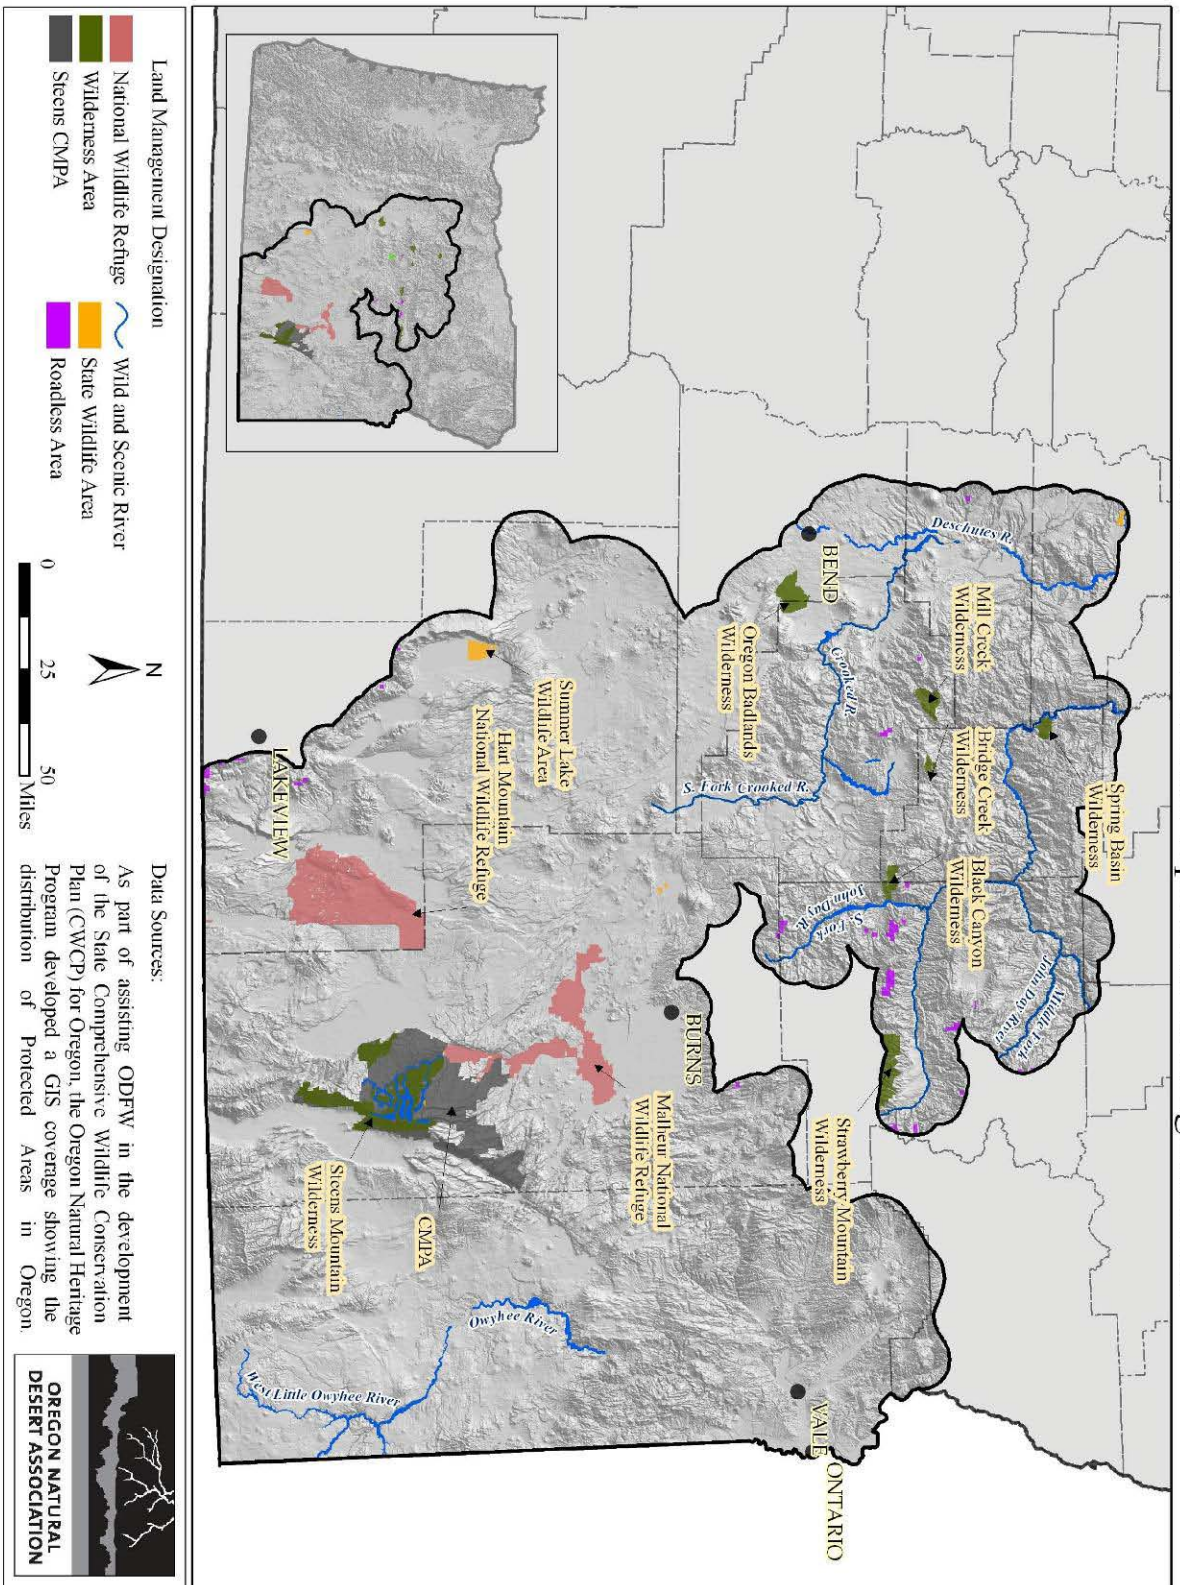 Deschutes R.
Mill Creek
Wilderness
Spring Basin
Wilderness
Bridge Creek
Wilderness
BEND
Crooked R.
Black Canyon
Wilderness
Middle Fork
John Day River
Oregon Badlands
Wilderness
S. Fork Crooked R.
S. Fork
John Day R.
Summer Lake
Wildlife Area
Hart Mountain
National Wildlife Refuge
BURNS
Strawberry Mountain
Wilderness
Malheur National
Wildlife Refuge
LAKEVIEW
CMPA
Steens Mountain
Wilderness
VALE
ONTARIO
Owyhee River
West Little Owyhee River
Land Management Designation
National Wildlife Refuge
Wilderness Area
Steens CMPA
Wild and Scenic River
State Wildlife Area
Roadless Area
N
0 25 50
Miles
Data Sources:
As part of assisting ODFW in the development
of the State Comprehensive Wildlife Conservation
Plan (CWCP) for Oregon, the Oregon Natural Heritage
Program developed a GIS coverage showing the
distribution of Protected Areas in Oregon.
OREGON NATURAL
DESERT ASSOCIATION